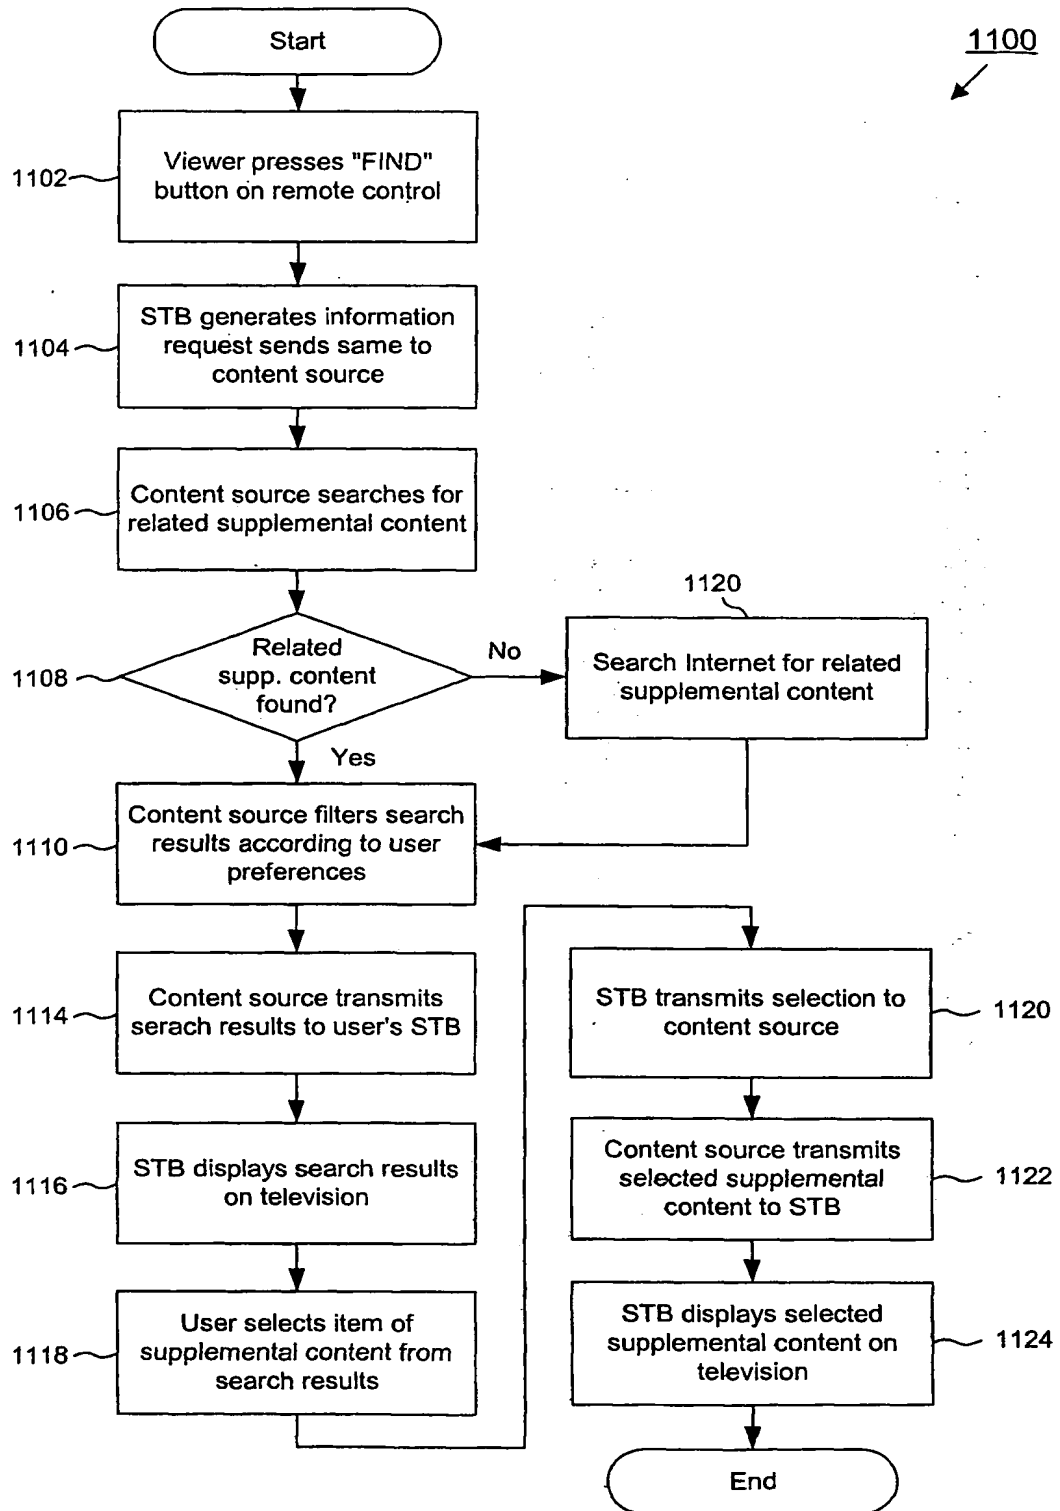 Start
1100
1102
Viewer presses "FIND"
button on remote control
1104
STB generates information
request sends same to
content source
1106
Content source searches for
related supplemental content
1108
Related
supp. content
found?
No
1120
Search Internet for related
supplemental content
Yes
1110
Content source filters search
results according to user
preferences
1114
Content source transmits
serach results to user's STB
1116
STB displays search results
on television
1118
User selects item of
supplemental content from
search results
STB transmits selection to
content source
1120
Content source transmits
selected supplemental
content to STB
1122
STB displays selected
supplemental content on
television
1124
End